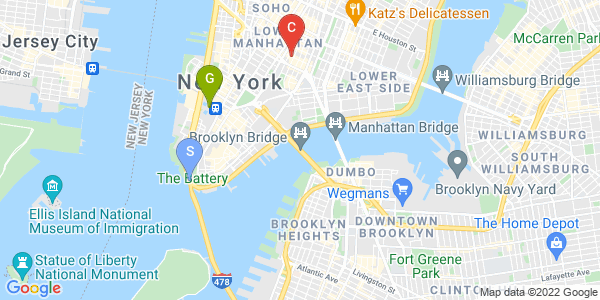 SOHO
Katz's Delicatessen
C
LOWER
MANHATTAN
E Houston St
McCarren Park
Jersey City
Grand St
G
New York
LOWER
EAST SIDE
Williamsburg Bridge
NEW JERSEY
NEW YORK
Brooklyn Bridge
Manhattan Bridge
WILLIAMSBURG
S
The Battery
DUMBO
SOUTH
WILLIAMSBURG
Brooklyn Navy Yard
Wegmans
Ellis Island National
Museum of Immigration
BROOKLYN
HEIGHTS
DOWNTOWN
BROOKLYN
The Home Depot
Fort Greene
Park
Statue of Liberty
National Monument
478
Atlantic Ave
CLINTON
Lafayette Ave
Google
Map data ©2022 Google